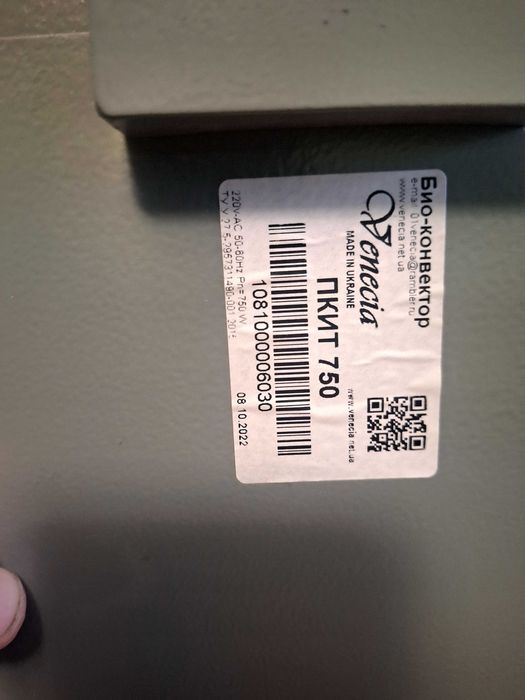 Био-конвектор
e-mail: 01venecia@rambler.ru
www.venecia.net.ua
Venecia
MADE IN UKRAINE
www.venecia.net.ua
ПКИТ 750
1081000006030
220V-AC 50-60Hz Pn=750 W
08.10.2022